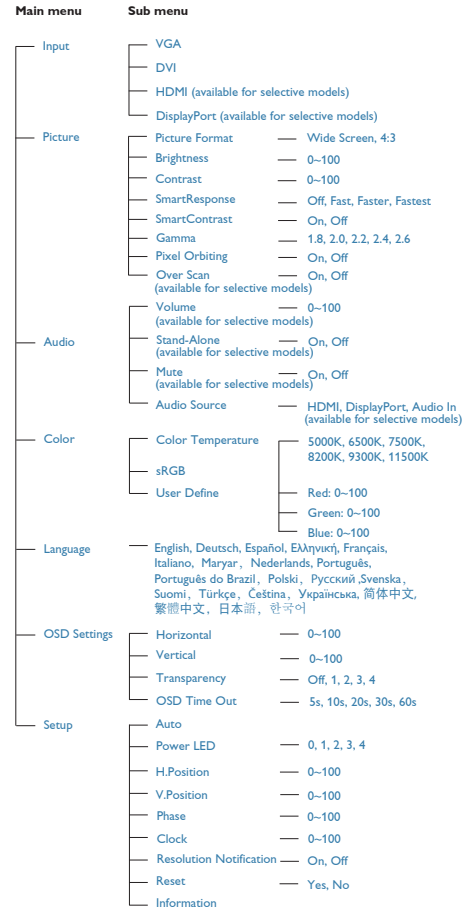 Main menu Sub menu
Input VGA
DVI
HDMI (available for selective models)
DisplayPort (available for selective models)
Picture Picture Format Wide Screen, 4:3
Brightness 0~100
Contrast 0~100
SmartResponse Off, Fast, Faster, Fastest
SmartContrast On, Off
Gamma 1.8, 2.0, 2.2, 2.4, 2.6
Pixel Orbiting On, Off
Over Scan On, Off
(available for selective models)
Audio Volume 0~100
(available for selective models)
Stand-Alone On, Off
(available for selective models)
Mute On, Off
(available for selective models)
Audio Source HDMI, DisplayPort, Audio In
(available for selective models)
Color Color Temperature 5000K, 6500K, 7500K,
8200K, 9300K, 11500K
sRGB
User Define Red: 0~100
Green: 0~100
Blue: 0~100
Language English, Deutsch, Español, Ελληνική, Français,
Italiano, Maryar, Nederlands, Português,
Português do Brazil, Polski, Русский ,Svenska,
Suomi, Türkçe, Čeština, Українська, 简体中文,
繁體中文, 日本語, 한국어
OSD Settings Horizontal 0~100
Vertical 0~100
Transparency Off, 1, 2, 3, 4
OSD Time Out 5s, 10s, 20s, 30s, 60s
Setup Auto
Power LED 0, 1, 2, 3, 4
H.Position 0~100
V.Position 0~100
Phase 0~100
Clock 0~100
Resolution Notification On, Off
Reset Yes, No
Information